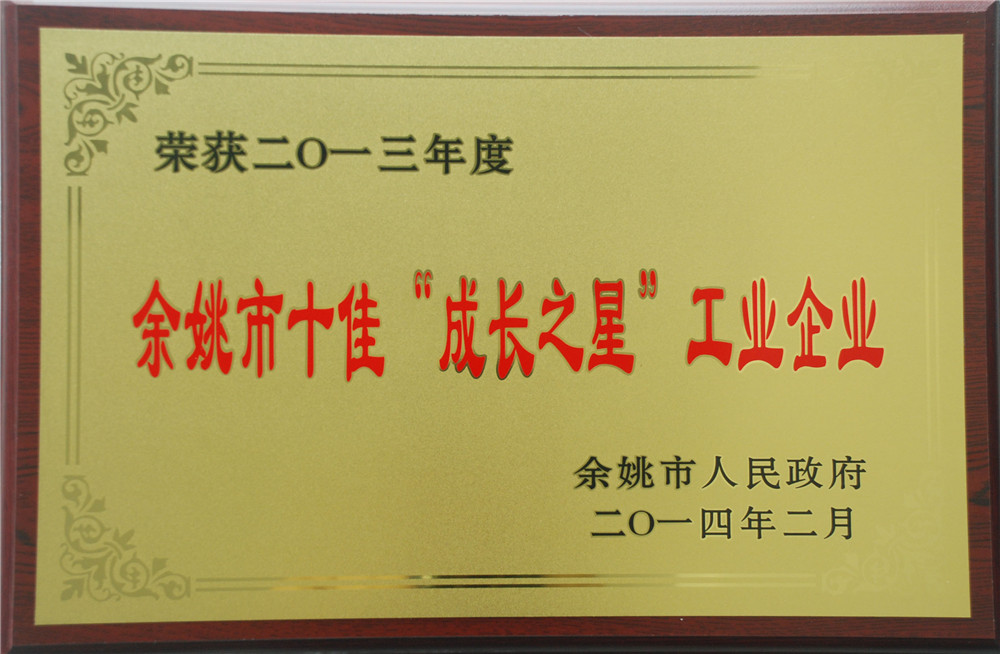 荣获二〇一三年度
余姚市十佳“成长之星”工业企业
余姚市人民政府
二〇一四年二月